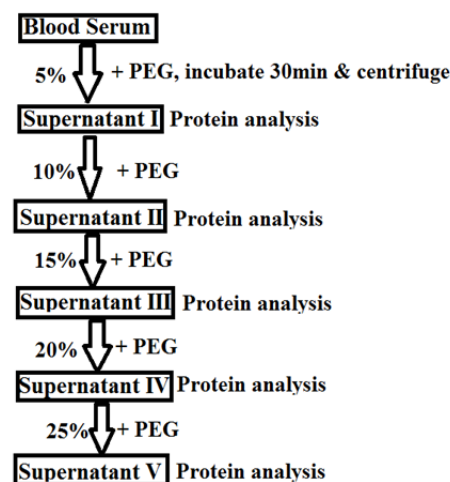 Blood Serum
5% + PEG, incubate 30min & centrifuge
Supernatant I Protein analysis
10% + PEG
Supernatant II Protein analysis
15% + PEG
Supernatant III Protein analysis
20% + PEG
Supernatant IV Protein analysis
25% + PEG
Supernatant V Protein analysis